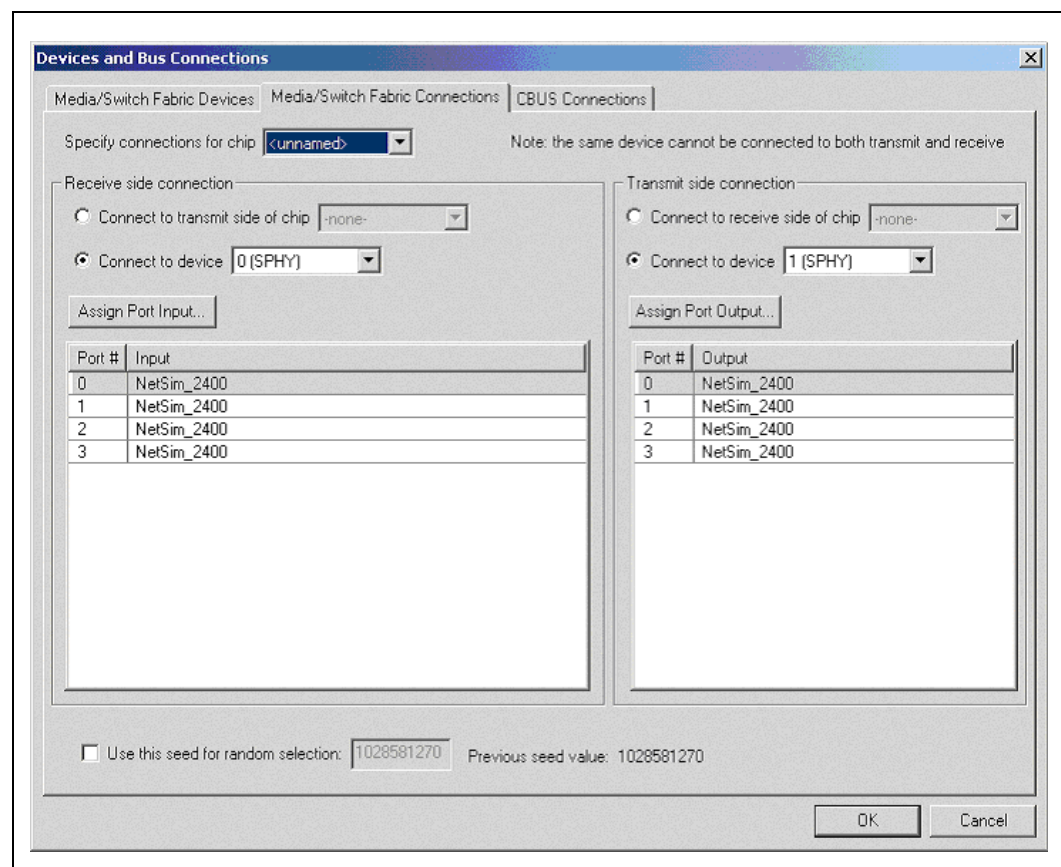 Devices and Bus Connections
Media/Switch Fabric Devices Media/Switch Fabric Connections CBUS Connections
Specify connections for chip <unnamed> Note: the same device cannot be connected to both transmit and receive
Receive side connection
Connect to transmit side of chip -none-
Connect to device 0 (SPHY)
Assign Port Input...
Port # Input
0 NetSim_2400
1 NetSim_2400
2 NetSim_2400
3 NetSim_2400
Transmit side connection
Connect to receive side of chip -none-
Connect to device 1 (SPHY)
Assign Port Output...
Port # Output
0 NetSim_2400
1 NetSim_2400
2 NetSim_2400
3 NetSim_2400
Use this seed for random selection: 1028581270 Previous seed value: 1028581270
OK Cancel